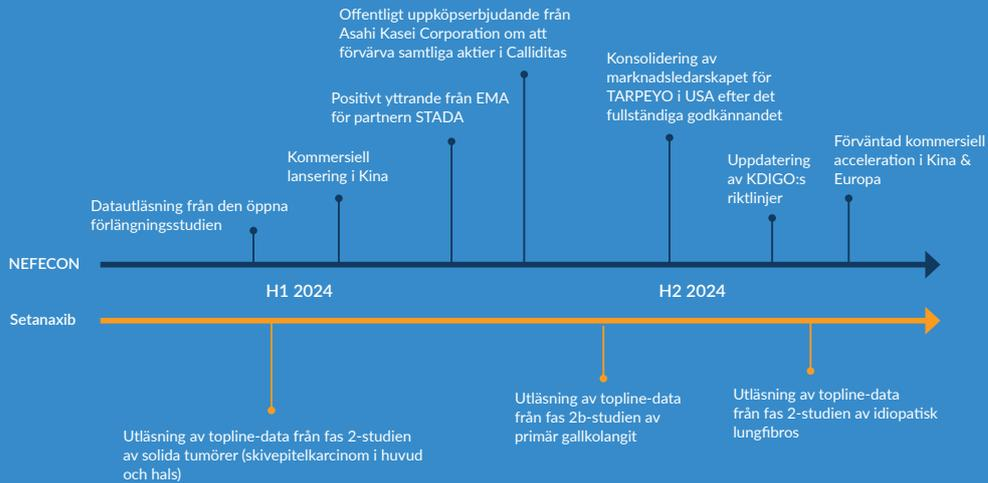 Offentligt uppköpserbjudande från
Asahi Kasei Corporation om att
förvärva samtliga aktier i Calliditas
Konsolidering av
marknadsledarskapet för
TARPEYO i USA efter det
fullständiga godkännandet
Positivt yttrande från EMA
för partnern STADA
Förväntad kommersiell
acceleration i Kina &
Europa
Kommersiell
lansering i Kina
Uppdatering
av KDIGO:s
riktlinjer
Datautläsning från den öppna
förlängningsstudien
NEFECON
H1 2024
H2 2024
Setanaxib
Utläsning av topline-data från fas 2-studien
av solida tumörer (skivepitelkarcinom i huvud
och hals)
Utläsning av topline-data
från fas 2b-studien av
primär gallkolangit
Utläsning av topline-data
från fas 2-studien av idiopatisk
lungfibros